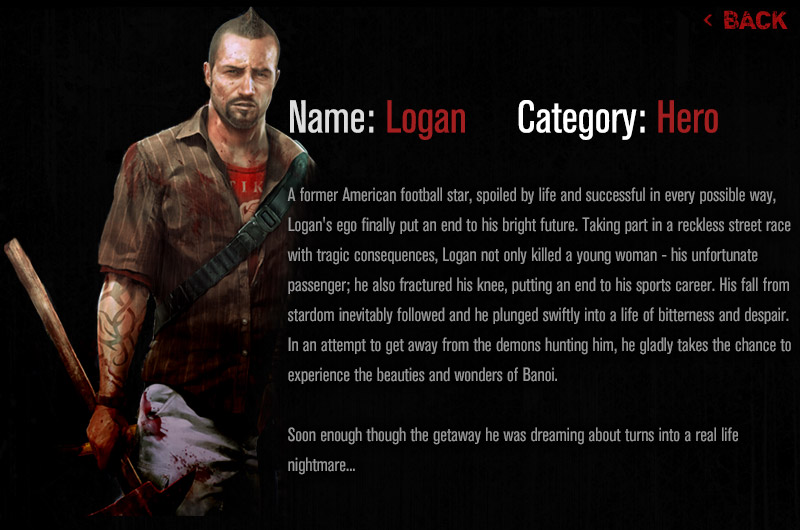 < BACK
Name: Logan Category: Hero
A former American football star, spoiled by life and successful in every possible way,
Logan's ego finally put an end to his bright future. Taking part in a reckless street race
with tragic consequences, Logan not only killed a young woman - his unfortunate
passenger; he also fractured his knee, putting an end to his sports career. His fall from
stardom inevitably followed and he plunged swiftly into a life of bitterness and despair.
In an attempt to get away from the demons hunting him, he gladly takes the chance to
experience the beauties and wonders of Banoi.
Soon enough though the getaway he was dreaming about turns into a real life
nightmare...